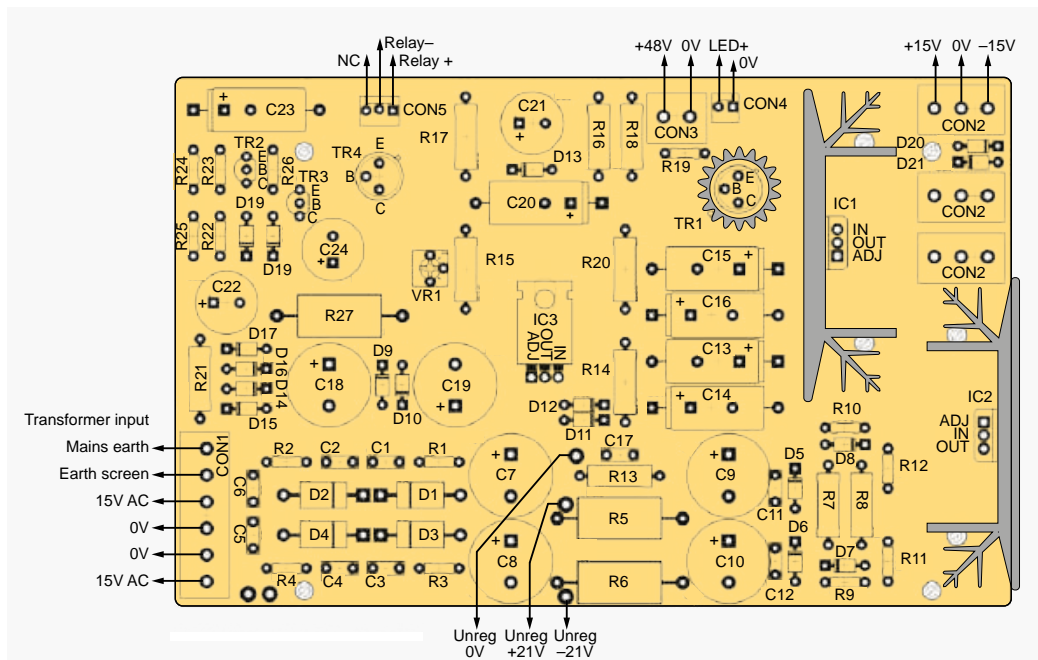 Relay–
NC
Relay +
+48V 0V LED+
0V
+15V 0V –15V
C23
CON5
R17
C21
R16
R18
CON3
CON4
CON2
D20
D21
R24
R23
TR2
E
B
C
R26
TR3
E
B
C
TR4
E
B
C
D13
R19
E
B
C
TR1
C20
IC1
IN
OUT
ADJ
CON2
R25
R22
D19
D19
C24
VR1
R15
R20
C15
CON2
C22
R27
IC3
ADJ
OUT
IN
C16
D17
D16
D14
D15
R21
C18
D9
D10
C19
R14
C13
C14
D12
D11
IC2
ADJ
IN
OUT
Transformer input
Mains earth
Earth screen
15V AC
0V
0V
15V AC
CON1
R2
C2
C1
R1
C6
D2
D1
C5
D4
D3
R4
C4
C3
R3
C7
C17
R13
C9
D5
C11
R10
D8
R12
R7
R8
R5
C8
R6
C10
D6
C12
D7
R9
R11
Unreg
0V
Unreg
+21V
Unreg
–21V